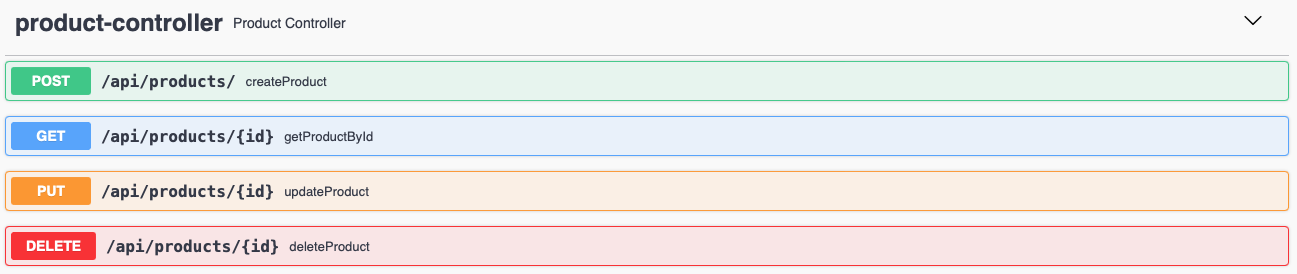 product-controller Product Controller
POST /api/products/ createProduct
GET /api/products/{id} getProductById
PUT /api/products/{id} updateProduct
DELETE /api/products/{id} deleteProduct